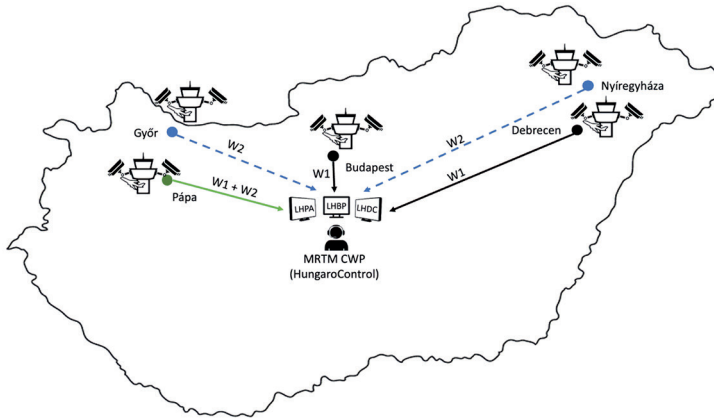 Nyíregyháza
Győr
W2
W2
Debrecen
W1
Budapest
W1
W1 + W2
Pápa
LHPA
LHBP
LHDC
MRTM CWP
(HungaroControl)